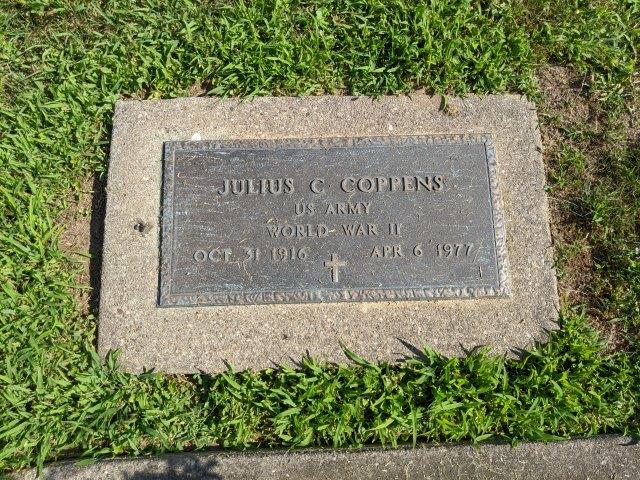 JULIUS C COPPENS
US ARMY
WORLD WAR II
OCT 31 1916 APR 6 1977